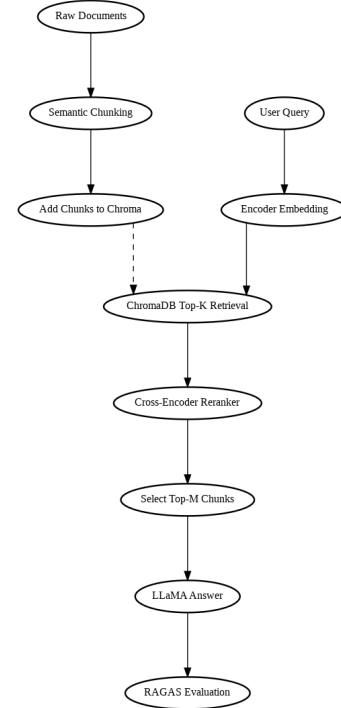 Raw Documents
Semantic Chunking
User Query
Add Chunks to Chroma
Encoder Embedding
ChromaDB Top-K Retrieval
Cross-Encoder Reranker
Select Top-M Chunks
LLaMA Answer
RAGAS Evaluation